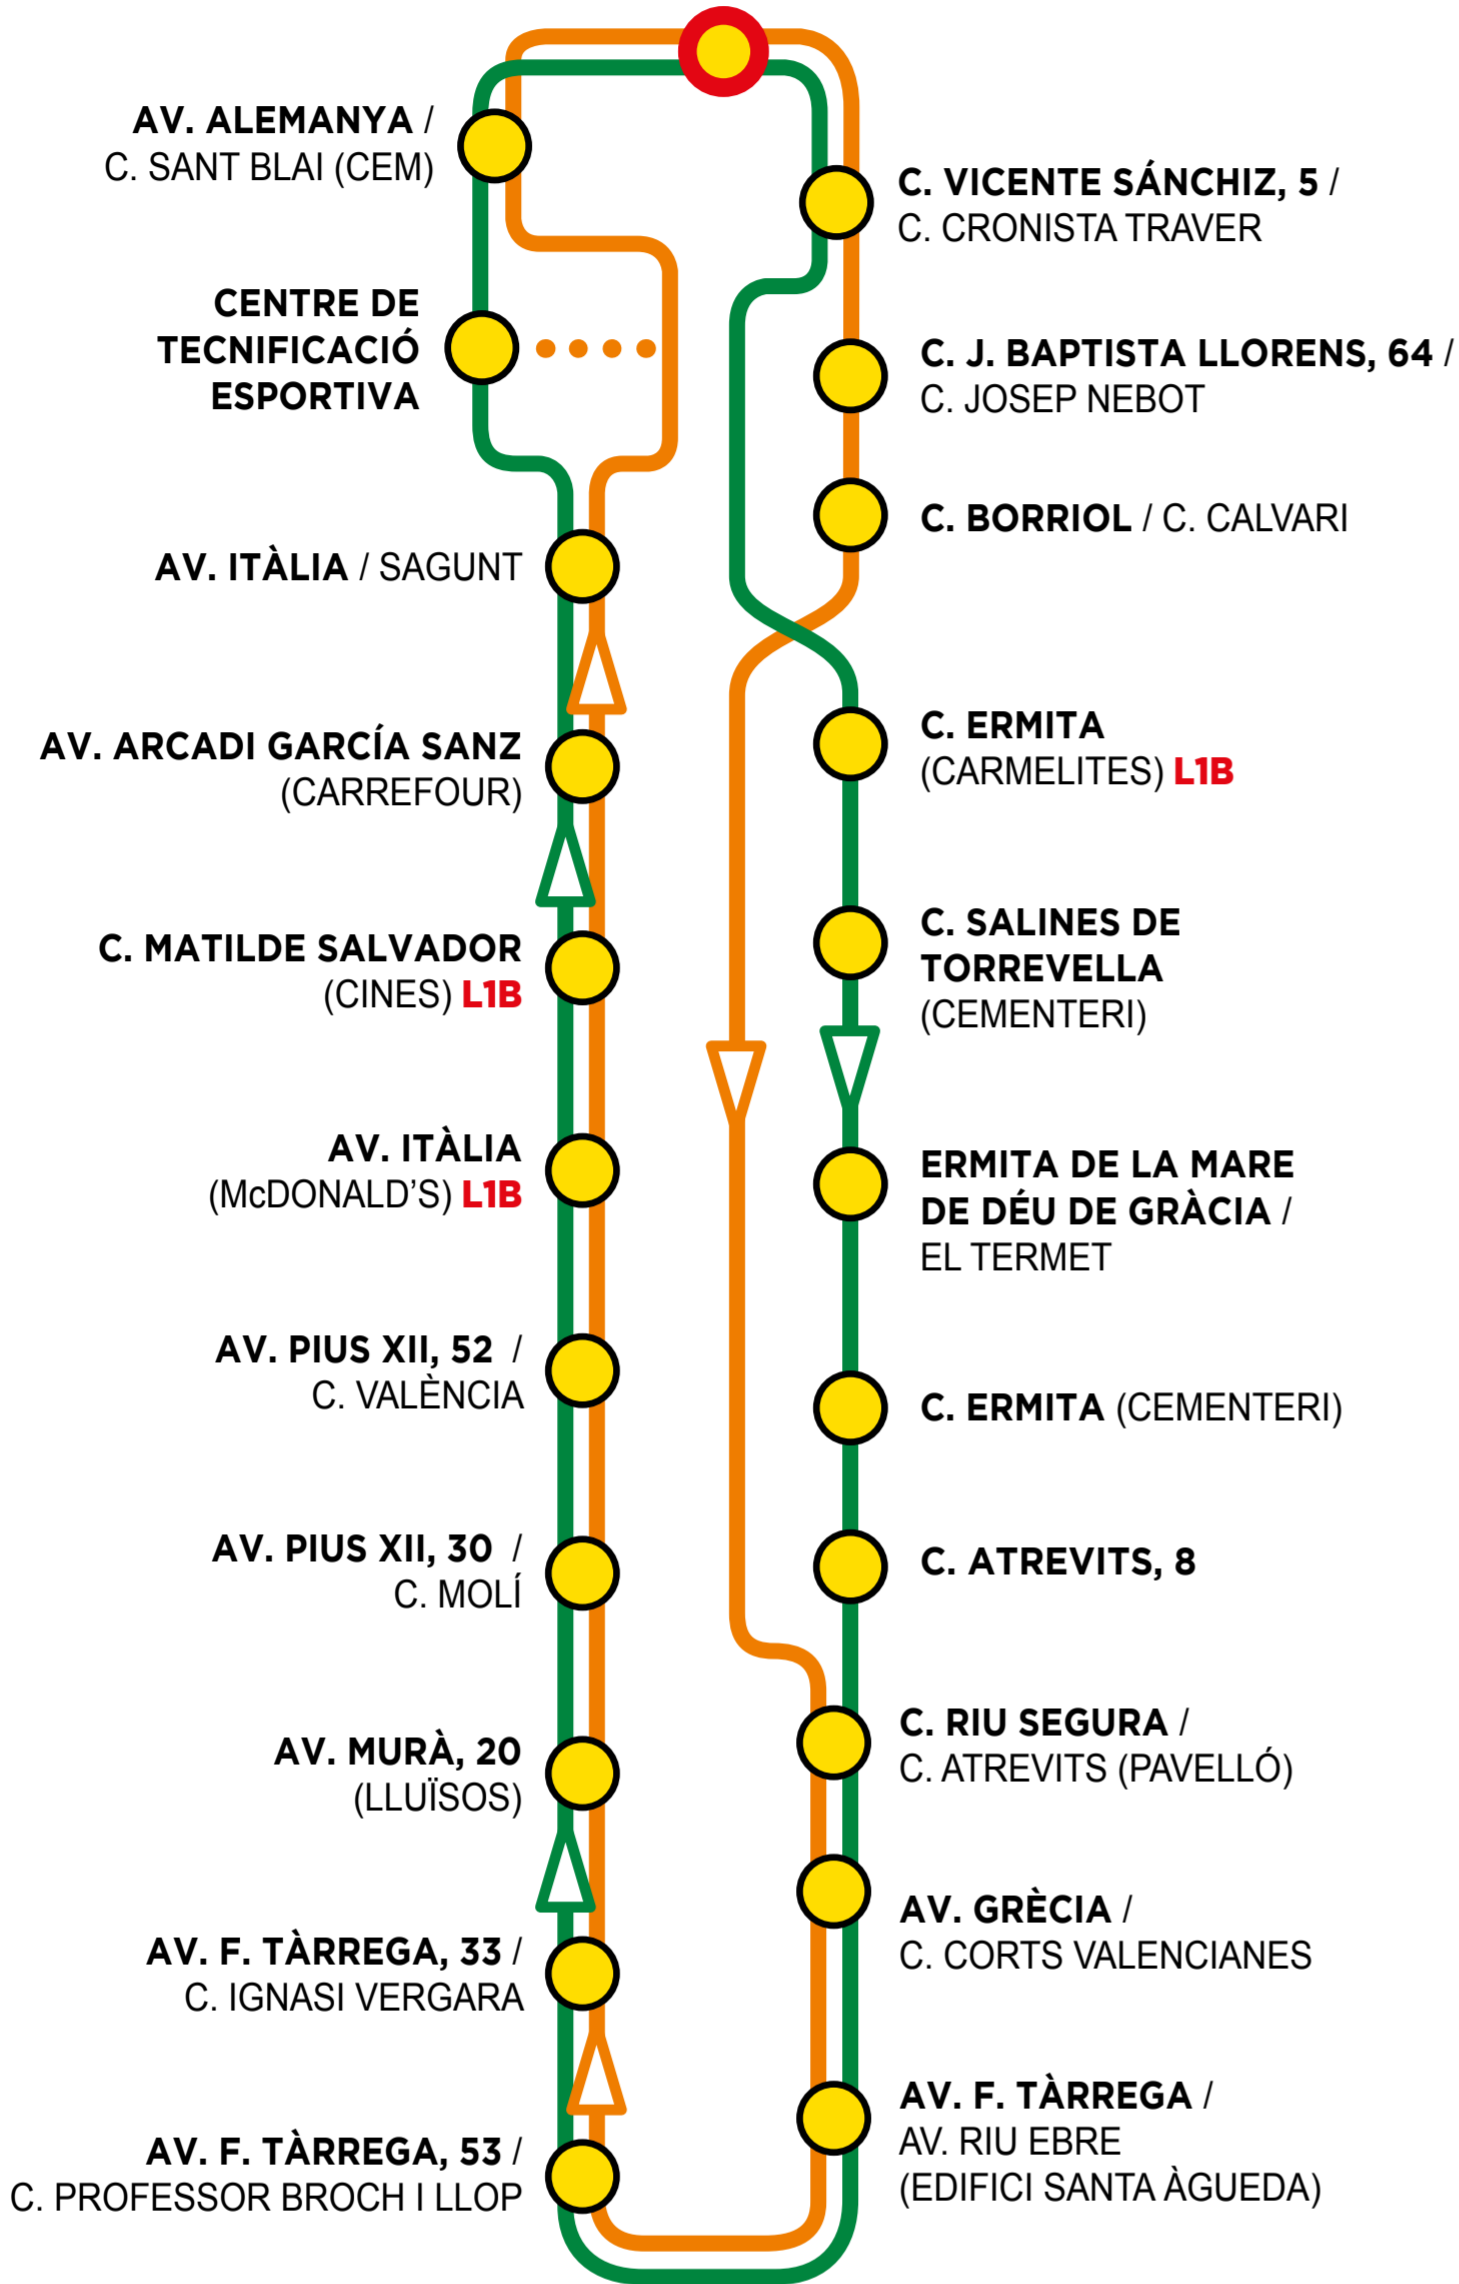 AV. ALEMANYA /
C. SANT BLAI (CEM)
CENTRE DE
TECNIFICACIÓ
ESPORTIVA
AV. ITÀLIA / SAGUNT
AV. ARCADI GARCÍA SANZ
(CARREFOUR)
C. MATILDE SALVADOR
(CINES) L1B
AV. ITÀLIA
(McDONALD'S) L1B
AV. PIUS XII, 52 /
C. VALÈNCIA
AV. PIUS XII, 30 /
C. MOLÍ
AV. MURÀ, 20
(LLUÏSOS)
AV. F. TÀRREGA, 33 /
C. IGNASI VERGARA
AV. F. TÀRREGA, 53 /
C. PROFESSOR BROCH I LLOP
C. VICENTE SÁNCHIZ, 5 /
C. CRONISTA TRAVER
C. J. BAPTISTA LLORENS, 64 /
C. JOSEP NEBOT
C. BORRIOL / C. CALVARI
C. ERMITA
(CARMELITES) L1B
C. SALINES DE
TORREVELLA
(CEMENTERI)
ERMITA DE LA MARE
DE DÉU DE GRÀCIA /
EL TERMET
C. ERMITA (CEMENTERI)
C. ATREVITS, 8
C. RIU SEGURA /
C. ATREVITS (PAVELLÓ)
AV. GRÈCIA /
C. CORTS VALENCIANES
AV. F. TÀRREGA /
AV. RIU EBRE
(EDIFICI SANTA ÀGUEDA)